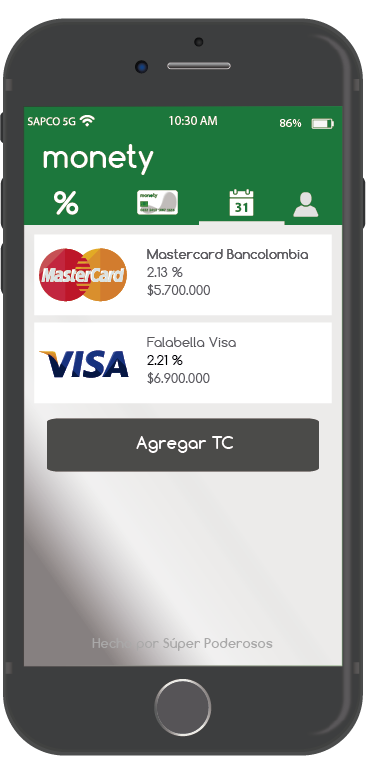 SAPCO 5G 10:30 AM 86%
monety
% monety 31
MasterCard
Mastercard Bancolombia
2.13 %
$5.700.000
VISA
Falabella Visa
2.21 %
$6.900.000
Agregar TC
Hecho por Súper Poderosos